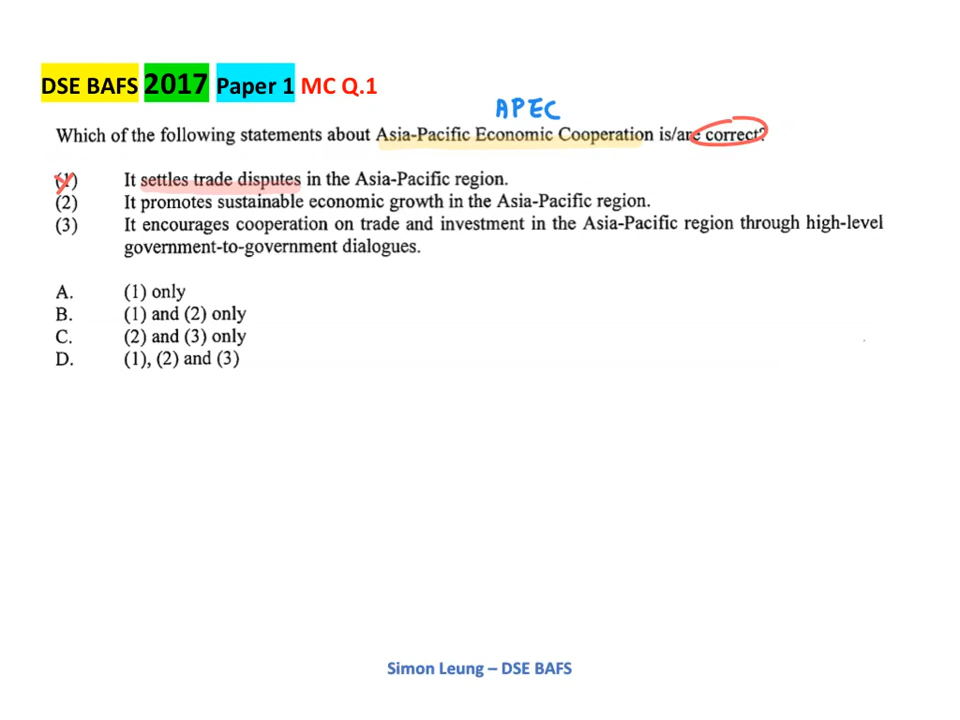 DSE BAFS 2017 Paper 1 MC Q.1
APEC
Which of the following statements about Asia-Pacific Economic Cooperation is/are correct?
(1) It settles trade disputes in the Asia-Pacific region.
(2) It promotes sustainable economic growth in the Asia-Pacific region.
(3) It encourages cooperation on trade and investment in the Asia-Pacific region through high-level
government-to-government dialogues.
A. (1) only
B. (1) and (2) only
C. (2) and (3) only
D. (1), (2) and (3)
Simon Leung – DSE BAFS